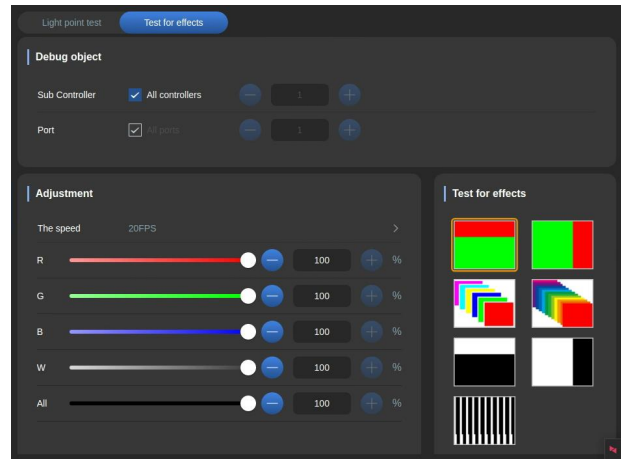 Light point test
Test for effects
Debug object
Sub Controller
All controllers
1
Port
All ports
1
Adjustment
The speed
20FPS
R
100
%
G
100
%
B
100
%
W
100
%
All
100
%
Test for effects